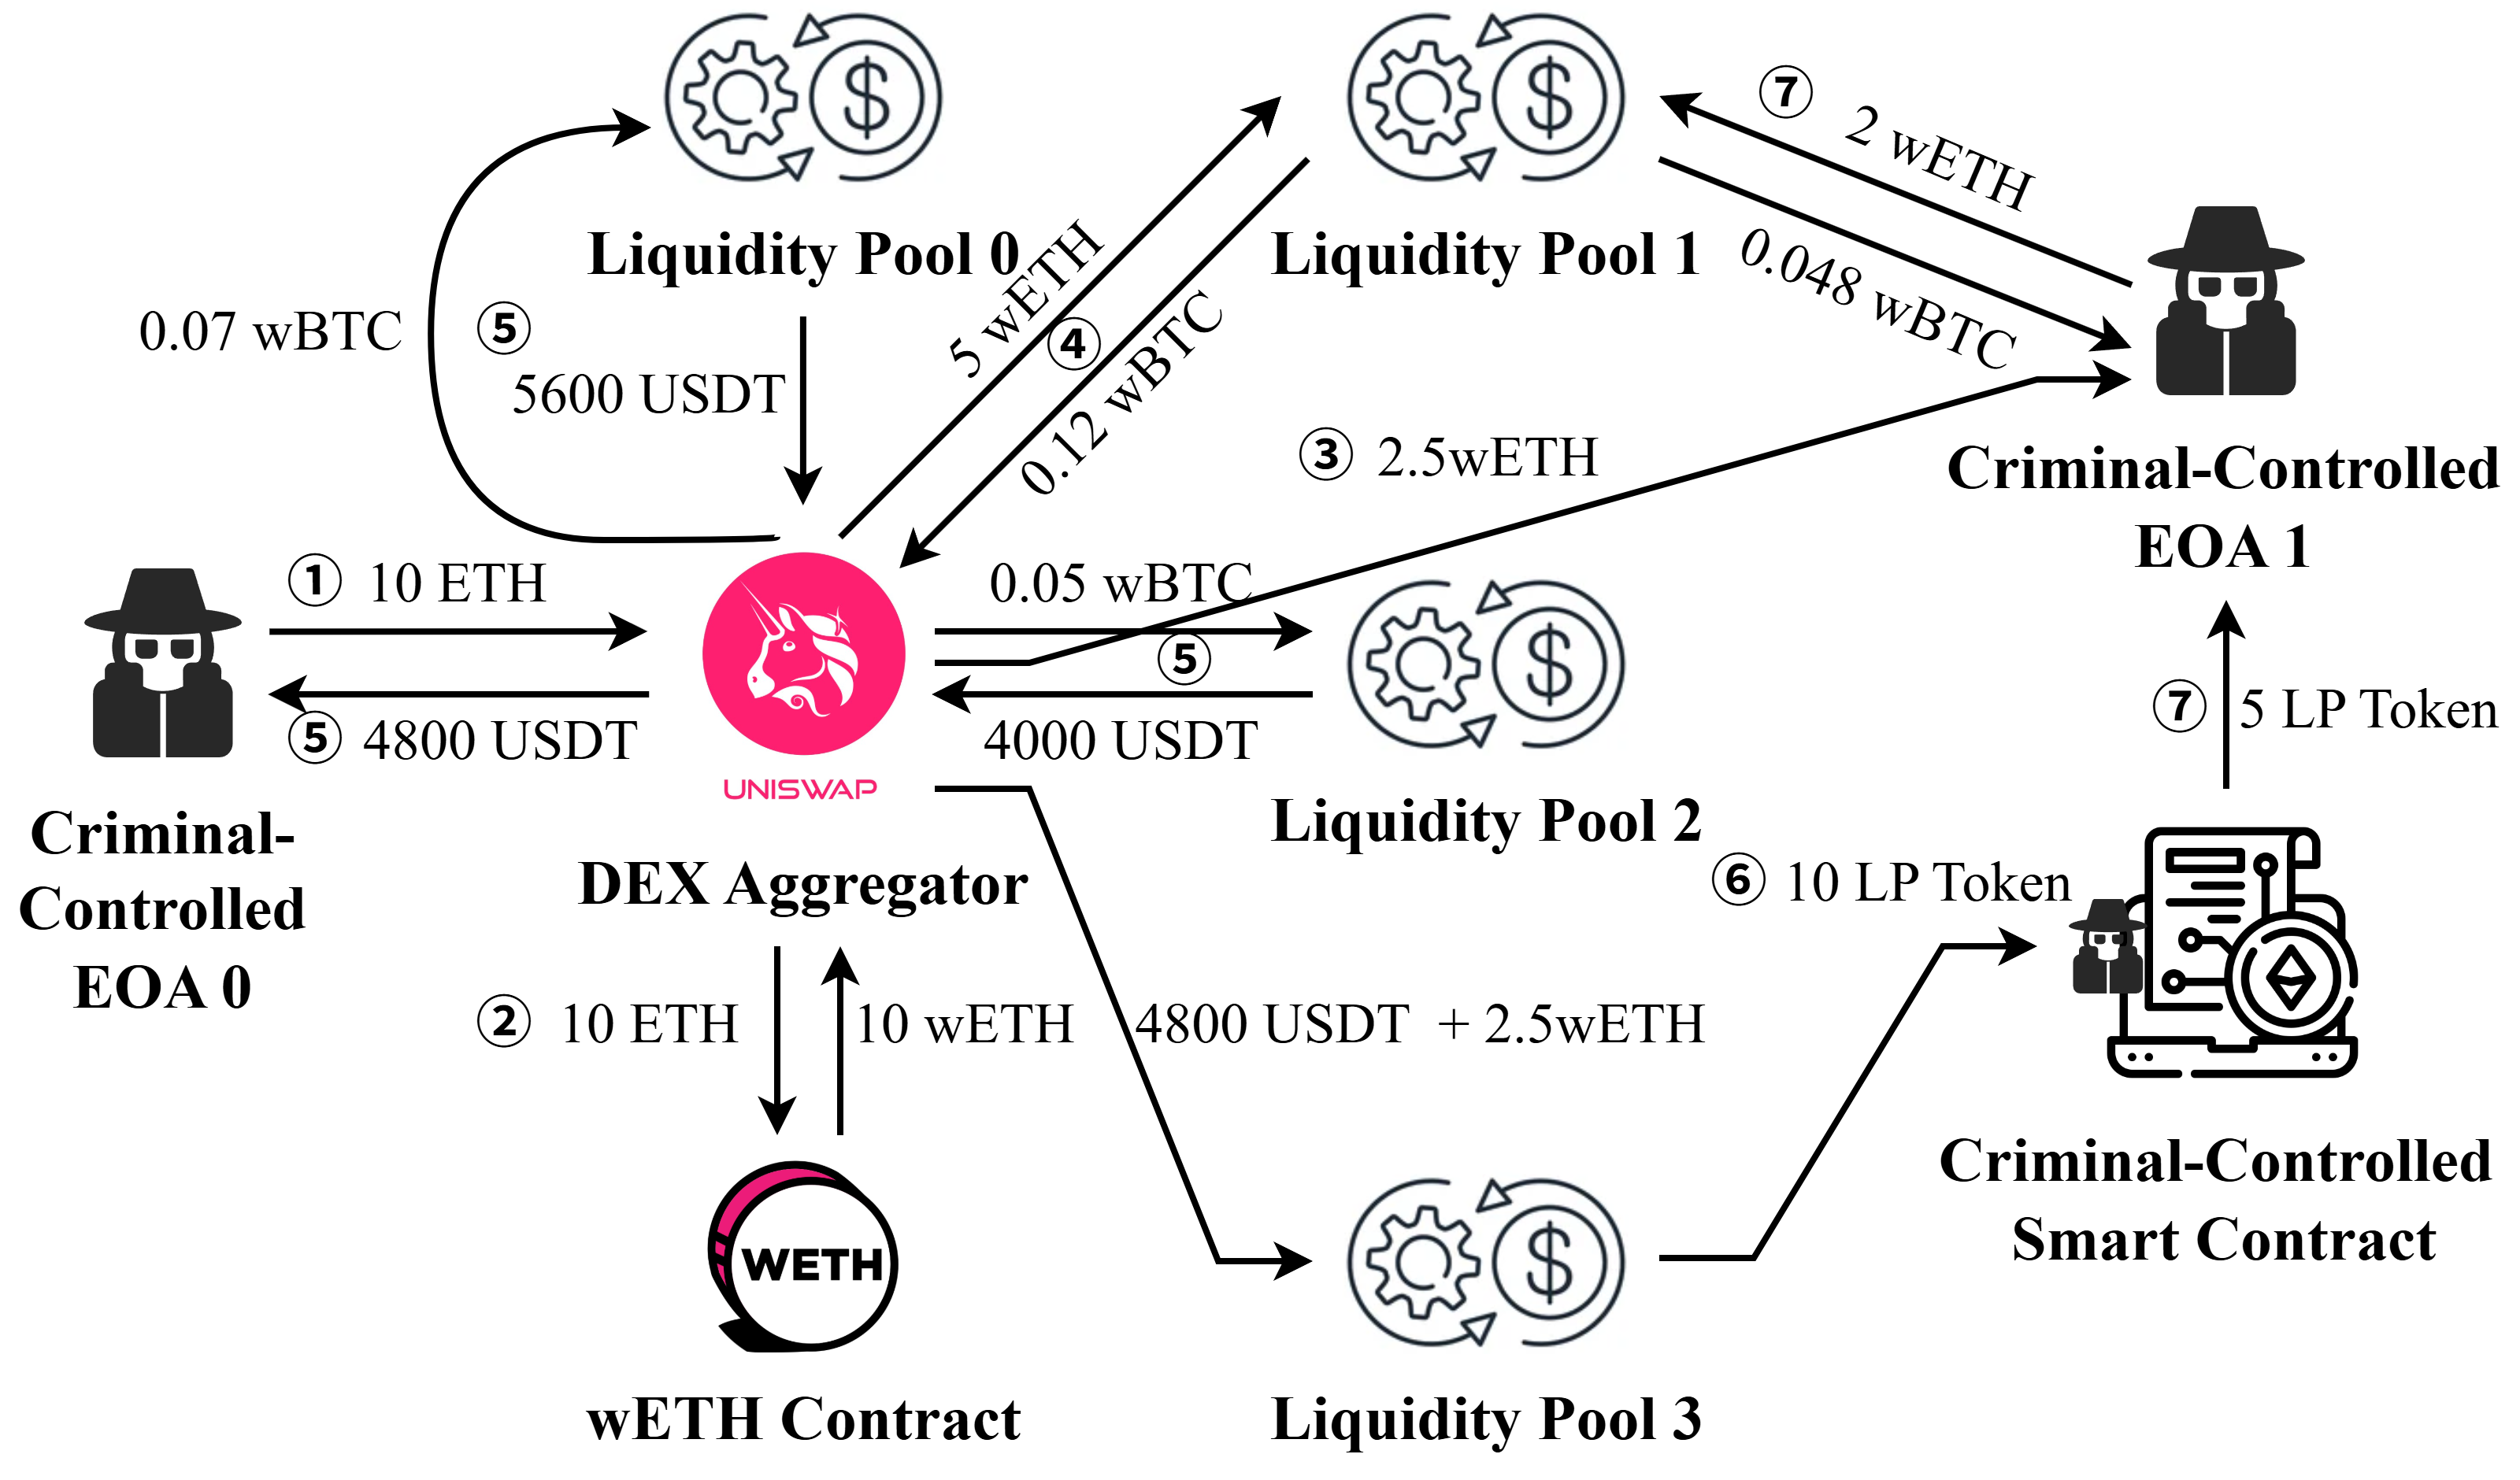 Liquidity Pool 0
Liquidity Pool 1
⑦ 2 wETH
0.048 wBTC
0.07 wBTC
⑤
5600 USDT
5 wETH
④
0.12 wBTC
③ 2.5wETH
Criminal-Controlled
EOA 1
① 10 ETH
0.05 wBTC
⑤
⑤ 4800 USDT
4000 USDT
UNISWAP
DEX Aggregator
Liquidity Pool 2
⑦ 5 LP Token
Criminal-
Controlled
EOA 0
⑥ 10 LP Token
② 10 ETH
10 wETH
4800 USDT + 2.5wETH
WETH
wETH Contract
Liquidity Pool 3
Criminal-Controlled
Smart Contract